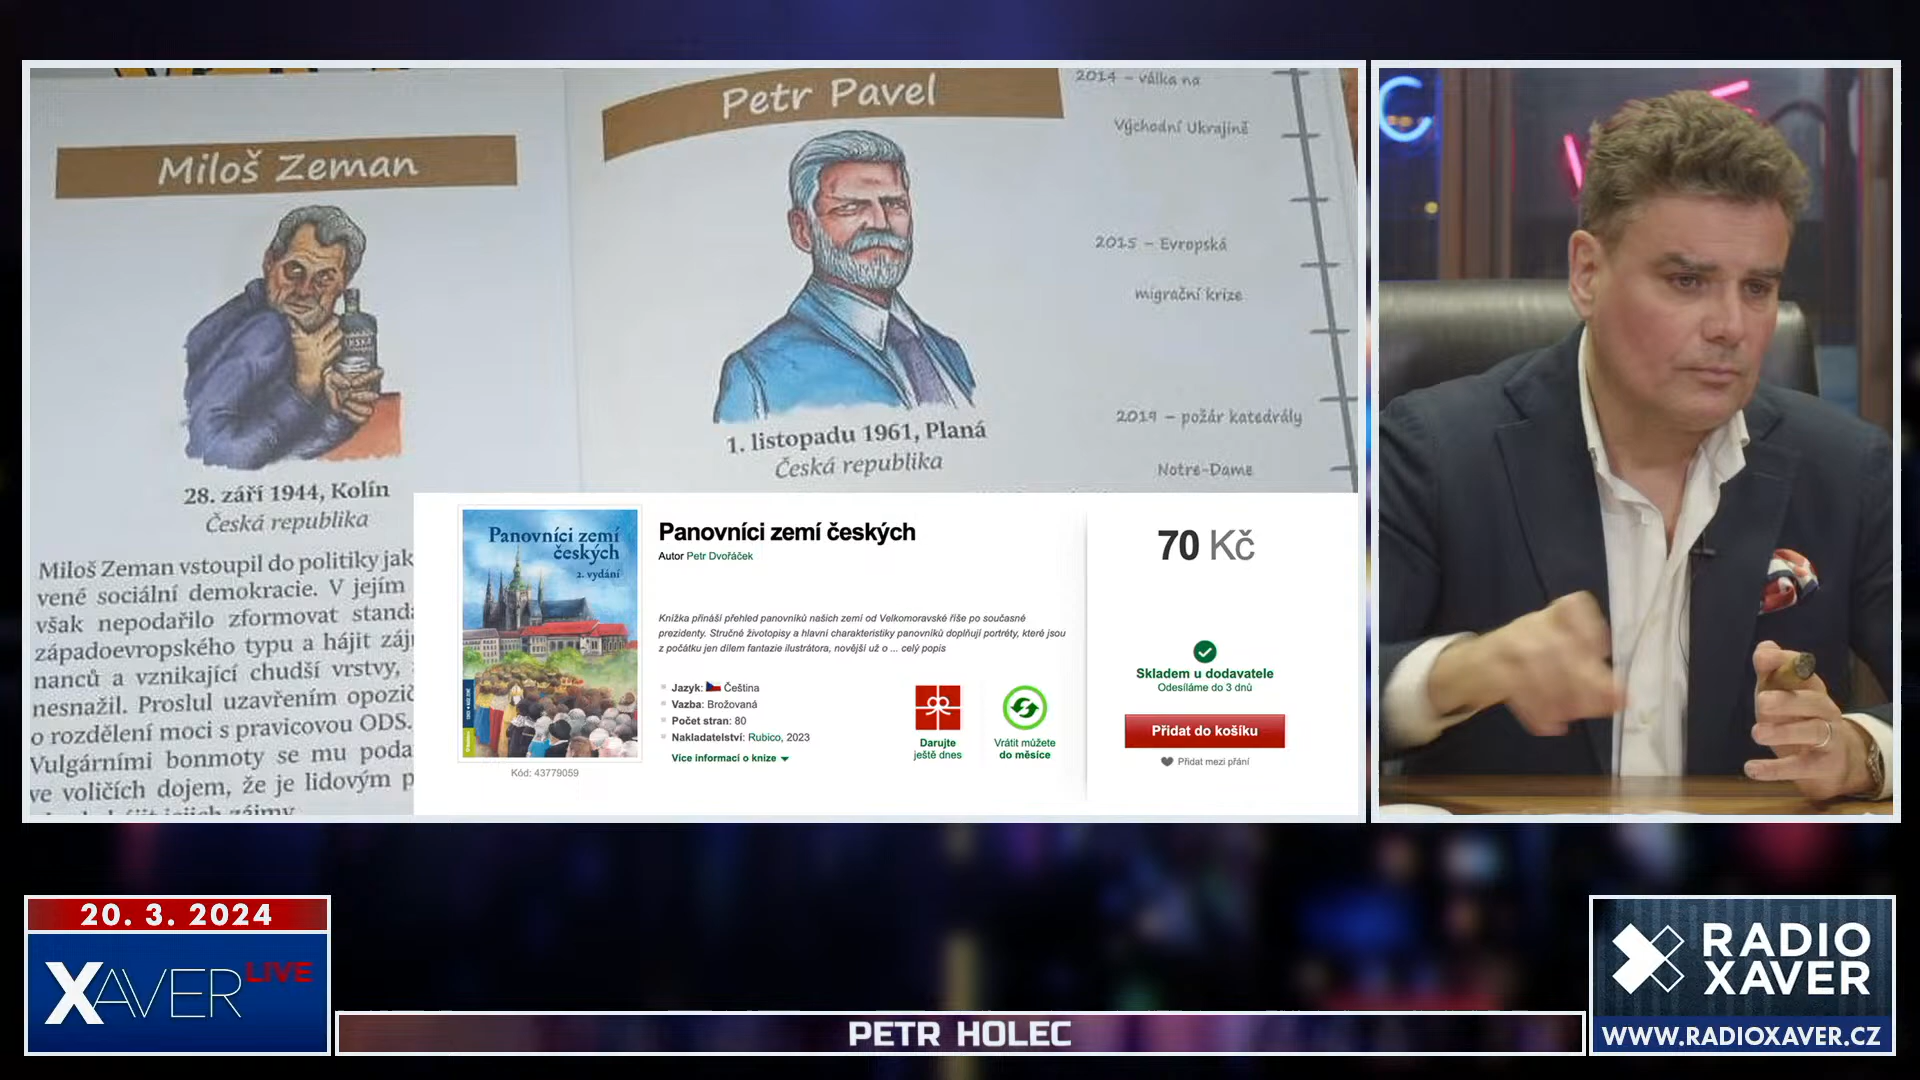 Miloš Zeman
28. září 1944, Kolín
Česká republika
Miloš Zeman vstoupil do politiky jak
vené sociální demokracie. V jejím
však nepodařilo zformovat stand
západoevropského typu a hájit záj
nanců a vznikající chudší vrstvy,
nesnažil. Proslul uzavřením opozič
o rozdělení moci s pravicovou ODS.
Vulgárními bonmoty se mu poda
ve voličích dojem, že je lidovým p
zájmy
Petr Pavel
1. listopadu 1961, Planá
Česká republika
2014 – válka na
Východní Ukrajině
2015 – Evropská
migrační krize
2019 – požár katedrály
Notre-Dame
Panovníci zemí
českých
2. vydání
Kód: 43779059
Panovníci zemí českých
Autor Petr Dvořáček
Knížka přináší přehled panovníků našich zemí od Velkomoravské říše po současné
prezidenty. Stručné životopisy a hlavní charakteristiky panovníků doplňují portréty, které jsou
z počátku jen dílem fantazie ilustrátora, novější už o ... celý popis
Jazyk: Čeština
Vazba: Brožovaná
Počet stran: 80
Nakladatelství: Rubico, 2023
Více informací o knize
Darujte
ještě dnes
Vrátit můžete
do měsíce
70 Kč
Skladem u dodavatele
Odesíláme do 3 dnů
Přidat do košíku
Přidat mezi přání
20. 3. 2024
XAVER LIVE
PETR HOLEC
RADIO
XAVER
WWW.RADIOXAVER.CZ